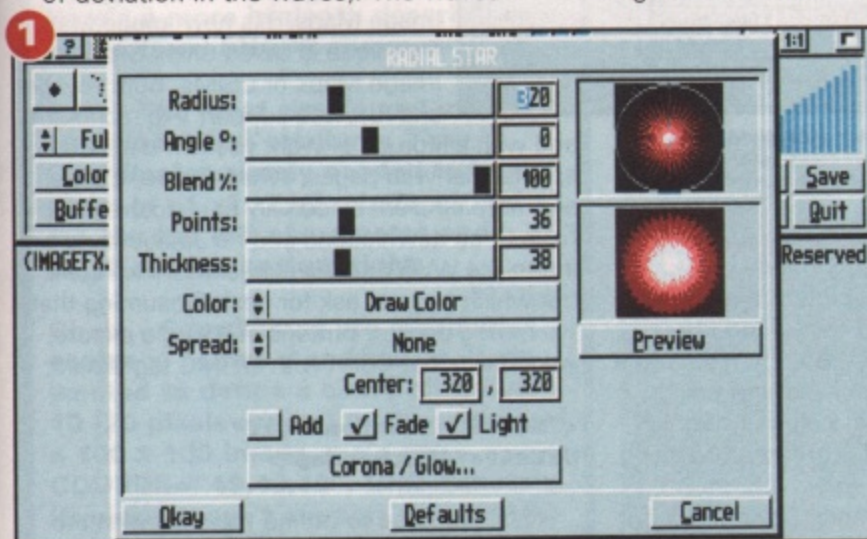 1
?
1:1
RADIAL STAR
Radius: 320
Angle º: 0
Ful
Blend %: 100
Color
Save
Points: 36
Buffe
Quit
Thickness: 38
(IMAGEFX.
Reserved
Color: Draw Color
Spread: None
Preview
Center: 320 , 320
Add √ Fade √ Light
Corona / Glow...
Okay Defaults Cancel